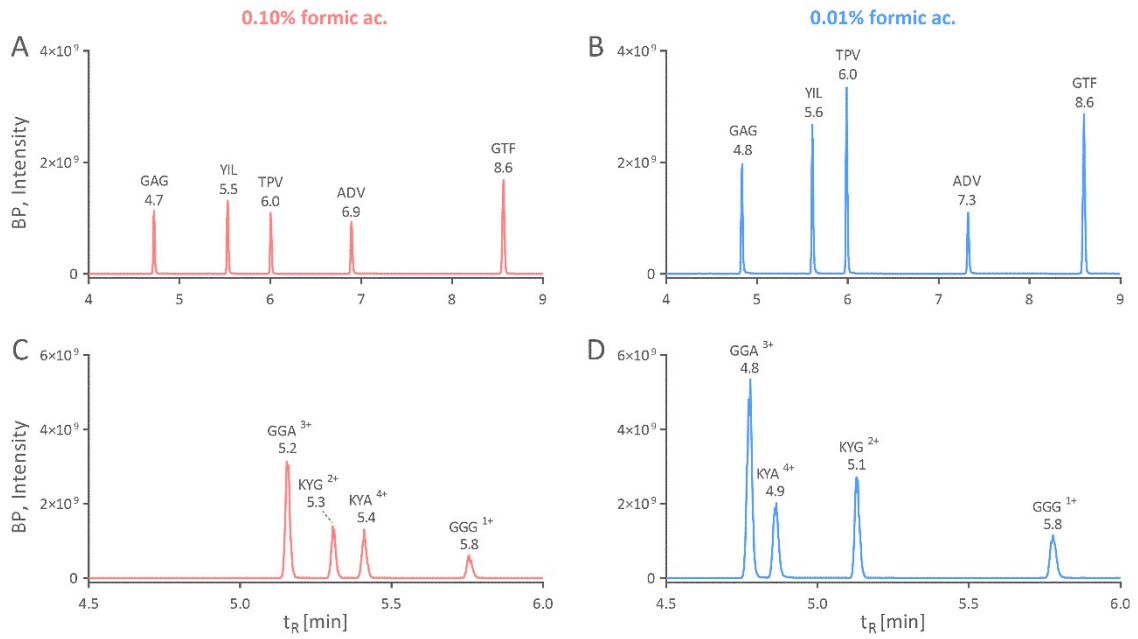 0.10% formic ac.
0.01% formic ac.
A
4×10⁹
2×10⁹
0
BP, Intensity
GAG
4.7
YIL
5.5
TPV
6.0
ADV
6.9
GTF
8.6
4 5 6 7 8 9
B
4×10⁹
2×10⁹
0
GAG
4.8
YIL
5.6
TPV
6.0
ADV
7.3
GTF
8.6
4 5 6 7 8 9
C
6×10⁹
4×10⁹
2×10⁹
0
BP, Intensity
GGA ³⁺
5.2
KYG ²⁺
5.3
KYA ⁴⁺
5.4
GGG ¹⁺
5.8
4.5 5.0 5.5 6.0
tR [min]
D
6×10⁹
4×10⁹
2×10⁹
0
GGA ³⁺
4.8
KYA ⁴⁺
4.9
KYG ²⁺
5.1
GGG ¹⁺
5.8
4.5 5.0 5.5 6.0
tR [min]